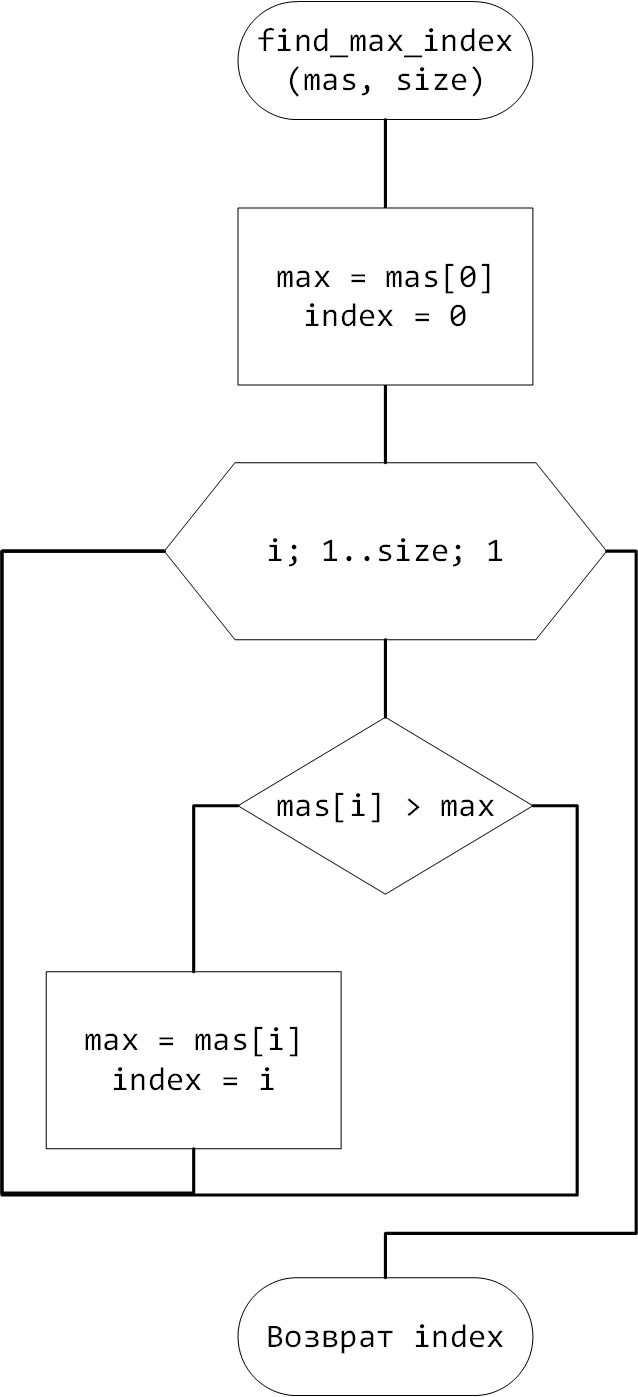 find_max_index
(mas, size)
max = mas[0]
index = 0
i; 1..size; 1
mas[i] > max
max = mas[i]
index = i
Возврат index